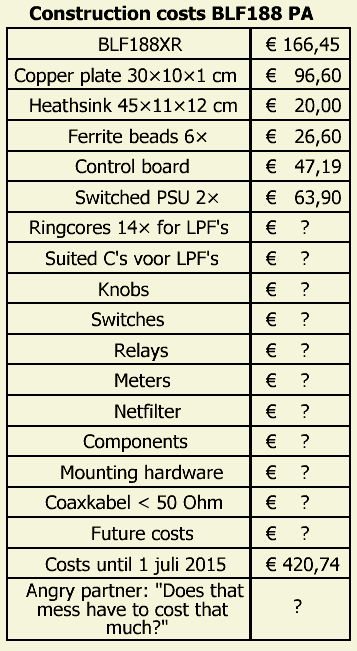 Construction costs BLF188 PA
BLF188XR € 166,45
Copper plate 30×10×1 cm € 96,60
Heathsink 45×11×12 cm € 20,00
Ferrite beads 6× € 26,60
Control board € 47,19
Switched PSU 2× € 63,90
Ringcores 14× for LPF's € ?
Suited C's voor LPF's € ?
Knobs € ?
Switches € ?
Relays € ?
Meters € ?
Netfilter € ?
Components € ?
Mounting hardware € ?
Coaxkabel < 50 Ohm € ?
Future costs € ?
Costs until 1 juli 2015 € 420,74
Angry partner: "Does that
mess have to cost that
much?" ?